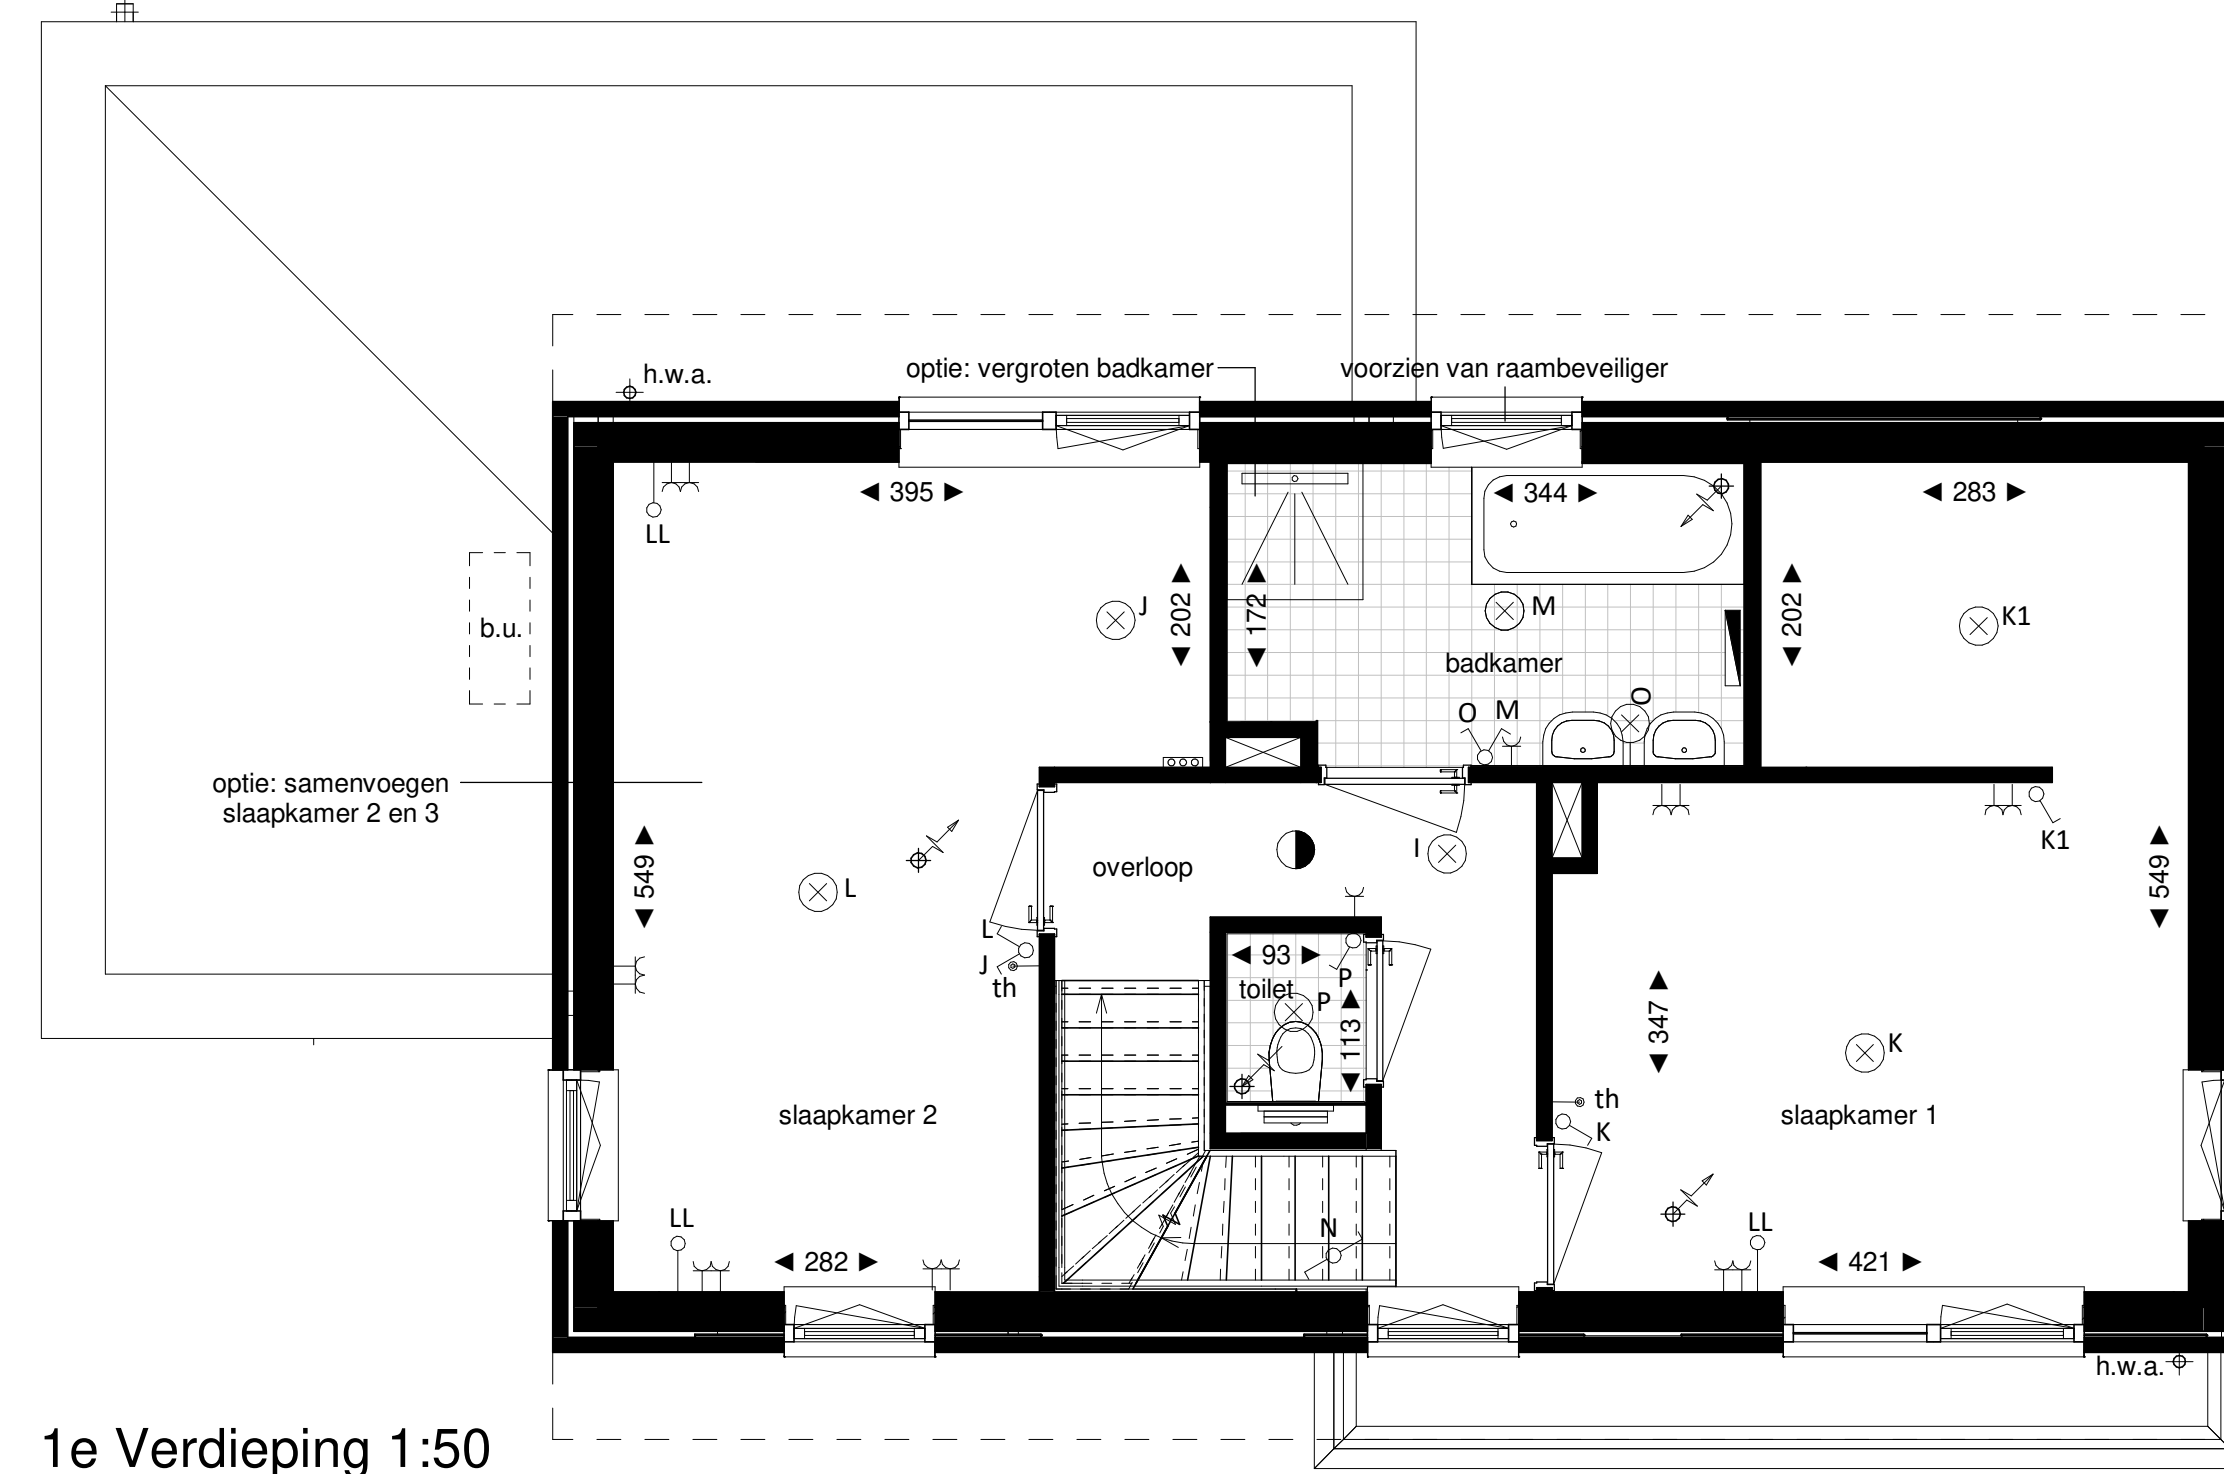 h.w.a.
optie: vergroten badkamer
voorzien van raambeveiliger
◄ 395 ►
◄ 344 ►
◄ 283 ►
LL
J
◄ 202 ►
◄ 172 ►
M
◄ 202 ►
K1
b.u.
badkamer
O
O
M
optie: samenvoegen
slaapkamer 2 en 3
◄ 549 ►
L
overloop
I
K1
◄ 549 ►
L
J
th
◄ 93 ►
toilet
P
P
◄ 113 ►
◄ 347 ►
K
th
K
slaapkamer 2
slaapkamer 1
LL
N
N
LL
◄ 282 ►
◄ 421 ►
h.w.a.
1e Verdieping 1:50